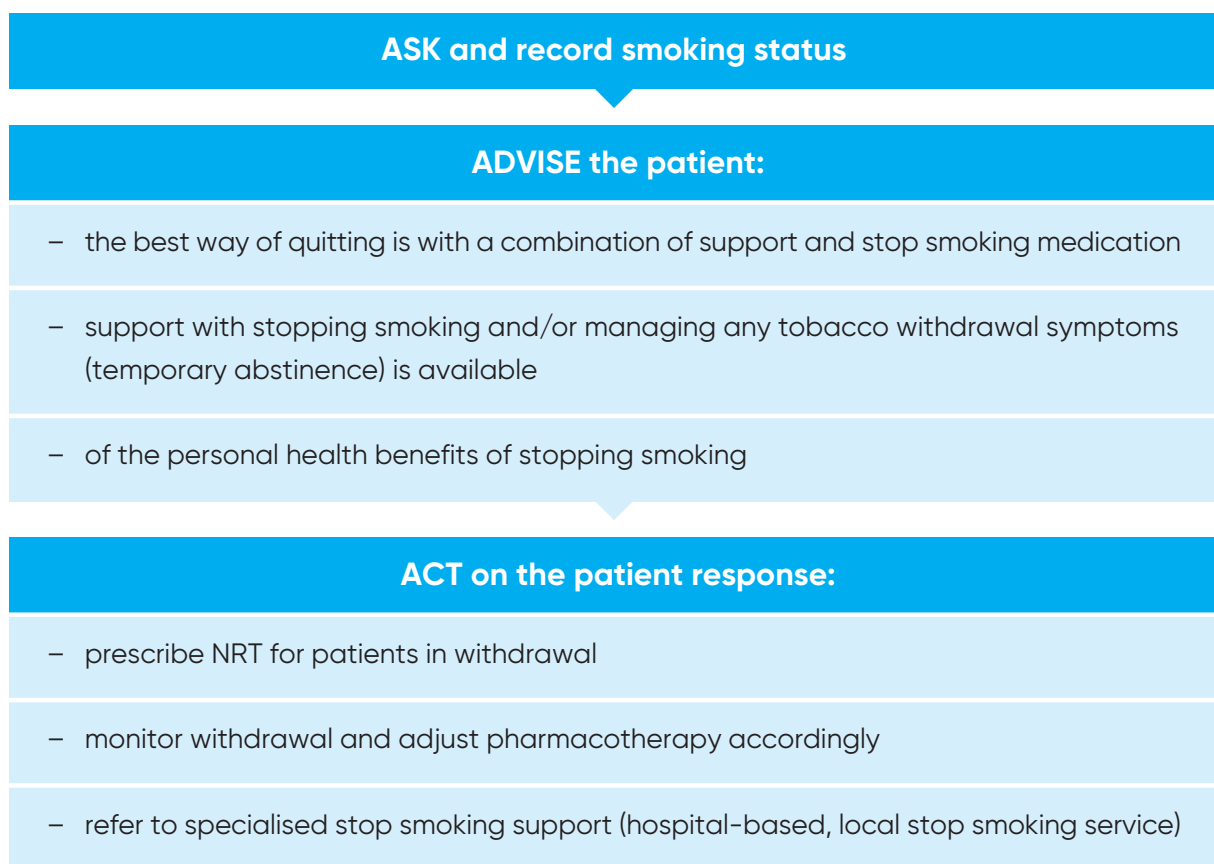 ASK and record smoking status
ADVISE the patient:
– the best way of quitting is with a combination of support and stop smoking medication
– support with stopping smoking and/or managing any tobacco withdrawal symptoms
(temporary abstinence) is available
– of the personal health benefits of stopping smoking
ACT on the patient response:
– prescribe NRT for patients in withdrawal
– monitor withdrawal and adjust pharmacotherapy accordingly
– refer to specialised stop smoking support (hospital-based, local stop smoking service)